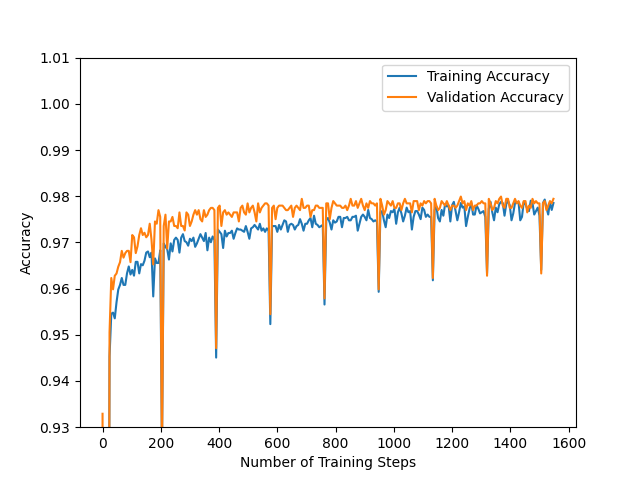 1.01
1.00
0.99
0.98
0.97
0.96
0.95
0.94
0.93
Accuracy
Training Accuracy
Validation Accuracy
0 200 400 600 800 1000 1200 1400 1600
Number of Training Steps